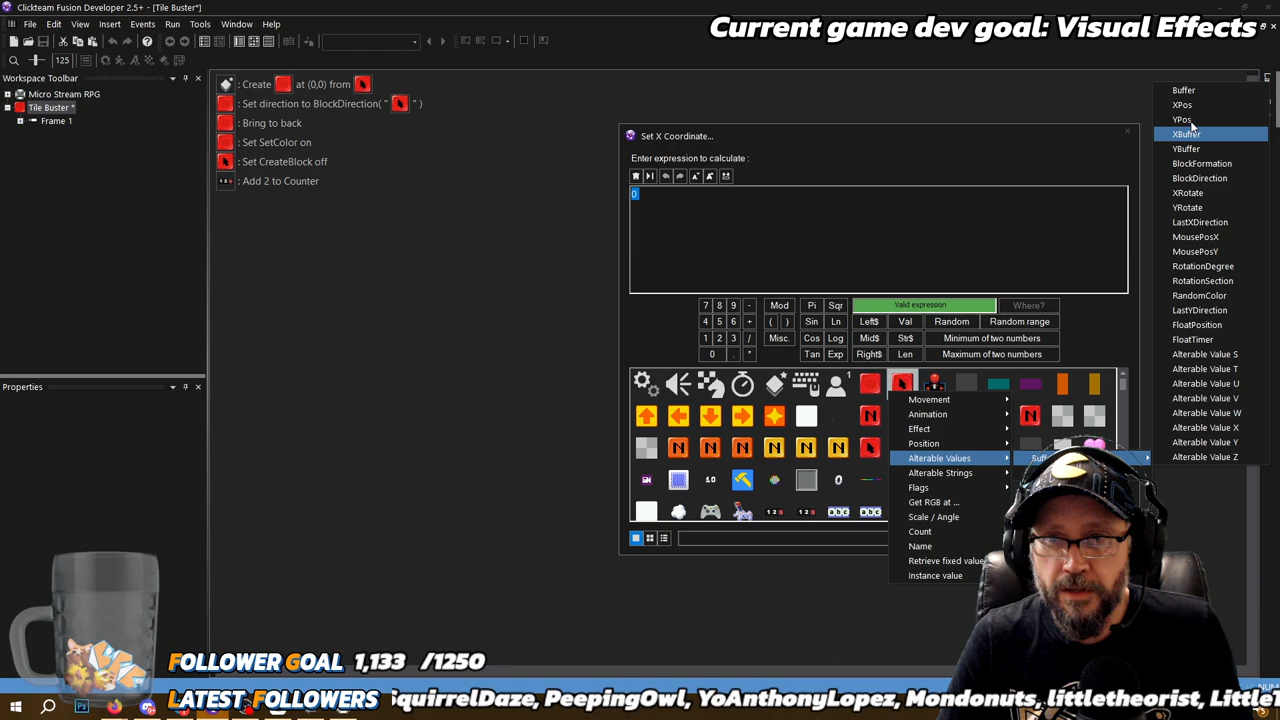 Clickteam Fusion Developer 2.5+ - [Tile Buster*]
Current game dev goal: Visual Effects
File Edit View Insert Events Run Tools Window Help
125
Workspace Toolbar
Micro Stream RPG
Tile Buster *
Frame 1
Properties
: Create at (0,0) from
: Set direction to BlockDirection( " " )
: Bring to back
: Set SetColor on
: Set CreateBlock off
: Add 2 to Counter
Set X Coordinate...
Enter expression to calculate :
0
7 8 9 - Mod Pi Sqr Valid expression Where?
4 5 6 + ( ) Sin Ln Left$ Val Random Random range
1 2 3 / Misc. Cos Log Mid$ Str$ Minimum of two numbers
0 . * Tan Exp Right$ Len Maximum of two numbers
Movement
Animation
Effect
Position
Alterable Values
Alterable Strings
Flags
Get RGB at ...
Scale / Angle
Count
Name
Retrieve fixed value
Instance value
Buffer
XPos
YPos
XBuffer
YBuffer
BlockFormation
BlockDirection
XRotate
YRotate
LastXDirection
MousePosX
MousePosY
RotationDegree
RotationSection
RandomColor
LastYDirection
FloatPosition
FloatTimer
Alterable Value S
Alterable Value T
Alterable Value U
Alterable Value V
Alterable Value W
Alterable Value X
Alterable Value Y
Alterable Value Z
Follower Goal 1,133 /1250
Latest Followers SquirrelDaze, PeepingOwl, YoAnthonyLopez, Mondonuts, littletheorist,